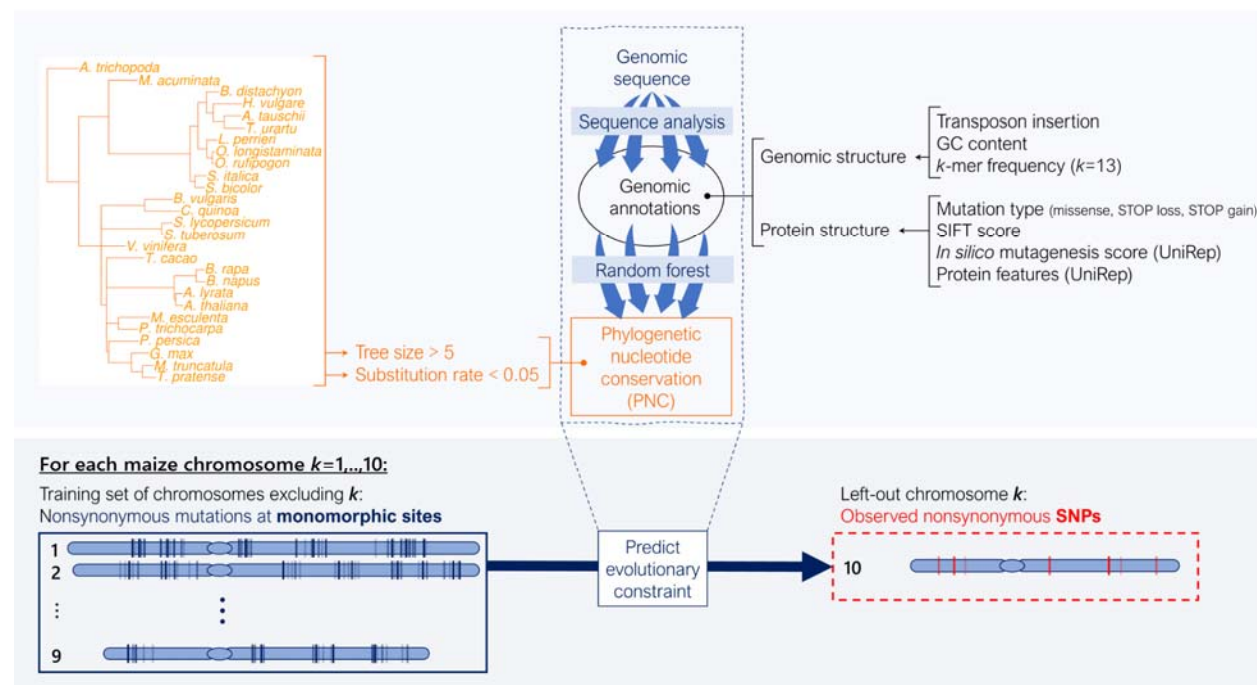 A. trichopoda
M. acuminata
B. distachyon
H. vulgare
A. tauschii
T. urartu
L. perrieri
O. longistaminata
O. rufipogon
S. italica
S. bicolor
B. vulgaris
C. quinoa
S. lycopersicum
S. tuberosum
V. vinifera
T. cacao
B. rapa
B. napus
A. lyrata
A. thaliana
M. esculenta
P. trichocarpa
P. persica
G. max
M. truncatula
T. pratense
Tree size > 5
Substitution rate < 0.05
Genomic
sequence
Sequence analysis
Genomic
annotations
Random forest
Phylogenetic
nucleotide
conservation
(PNC)
Genomic structure
Transposon insertion
GC content
k-mer frequency (k=13)
Protein structure
Mutation type (missense, STOP loss, STOP gain)
SIFT score
In silico mutagenesis score (UniRep)
Protein features (UniRep)
For each maize chromosome k=1,..,10:
Training set of chromosomes excluding k:
Nonsynonymous mutations at monomorphic sites
1
2
⋮
⋮
9
Predict
evolutionary
constraint
Left-out chromosome k:
Observed nonsynonymous SNPs
10